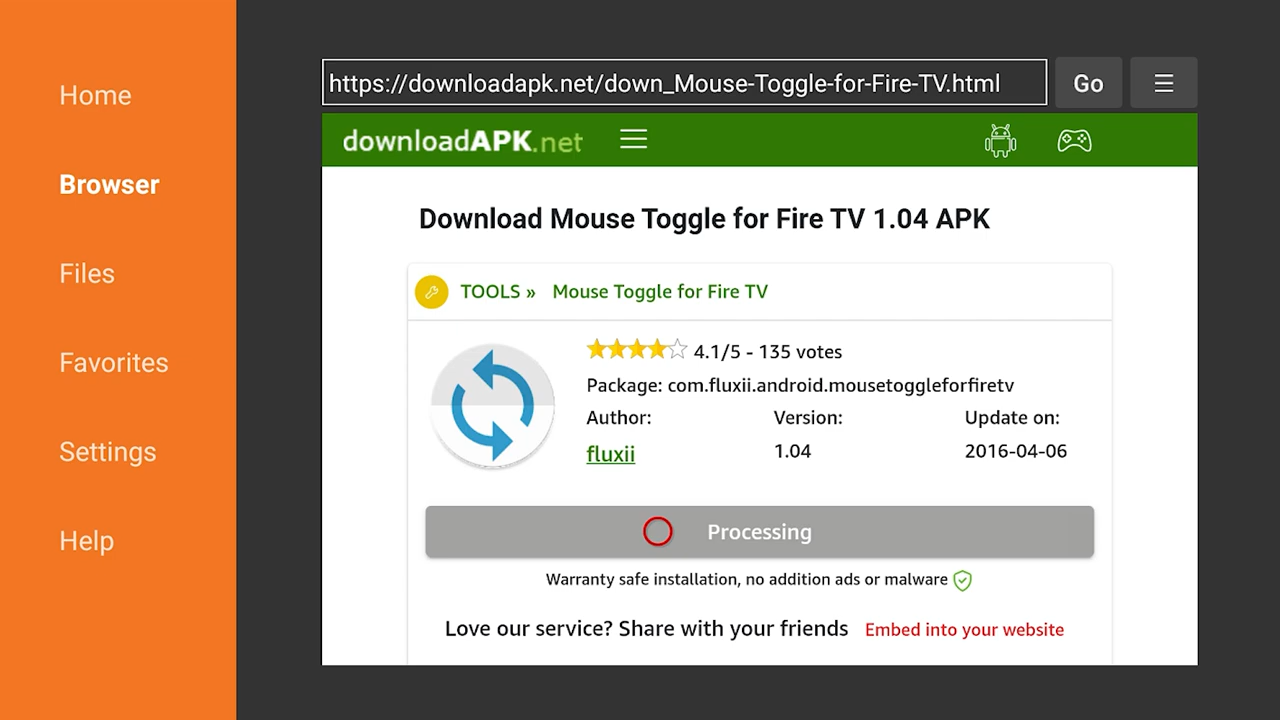 Home
Browser
Files
Favorites
Settings
Help
https://downloadapk.net/down_Mouse-Toggle-for-Fire-TV.html
Go
downloadAPK.net
Download Mouse Toggle for Fire TV 1.04 APK
TOOLS » Mouse Toggle for Fire TV
4.1/5 - 135 votes
Package: com.fluxii.android.mousetoggleforfiretv
Author: Version: Update on:
fluxii 1.04 2016-04-06
Processing
Warranty safe installation, no addition ads or malware
Love our service? Share with your friends Embed into your website